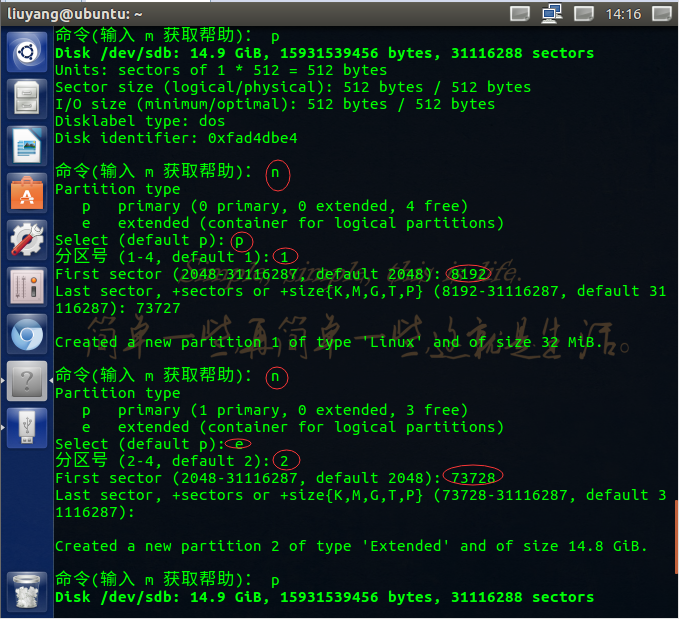 liuyang@ubuntu: ~
14:16
命令(输入 m 获取帮助)： p
Disk /dev/sdb: 14.9 GiB, 15931539456 bytes, 31116288 sectors
Units: sectors of 1 * 512 = 512 bytes
Sector size (logical/physical): 512 bytes / 512 bytes
I/O size (minimum/optimal): 512 bytes / 512 bytes
Disklabel type: dos
Disk identifier: 0xfad4dbe4
命令(输入 m 获取帮助)： n
Partition type
p   primary (0 primary, 0 extended, 4 free)
e   extended (container for logical partitions)
Select (default p): p
分区号 (1-4, default 1): 1
First sector (2048-31116287, default 2048): 8192
Last sector, +sectors or +size{K,M,G,T,P} (8192-31116287, default 31
116287): 73727
简单一些再简单一些这就是生活。
Created a new partition 1 of type 'Linux' and of size 32 MiB.
命令(输入 m 获取帮助)： n
Partition type
p   primary (1 primary, 0 extended, 3 free)
e   extended (container for logical partitions)
Select (default p): e
分区号 (2-4, default 2): 2
First sector (2048-31116287, default 2048): 73728
Last sector, +sectors or +size{K,M,G,T,P} (73728-31116287, default 3
1116287):
Created a new partition 2 of type 'Extended' and of size 14.8 GiB.
命令(输入 m 获取帮助)： p
Disk /dev/sdb: 14.9 GiB, 15931539456 bytes, 31116288 sectors